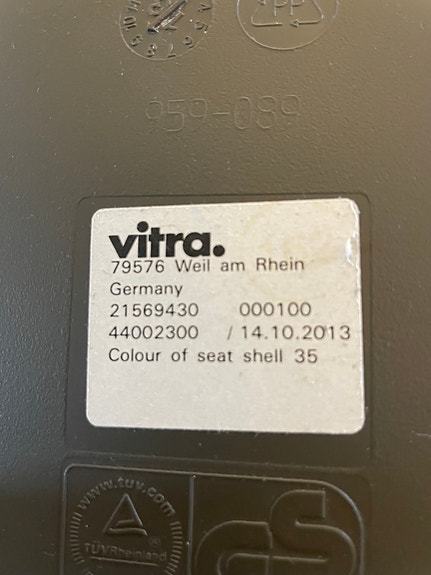 PP
959-089
vitra.
79576 Weil am Rhein
Germany
21569430 000100
44002300 / 14.10.2013
Colour of seat shell 35
www.tuv.com
TÜVRheinland
GS